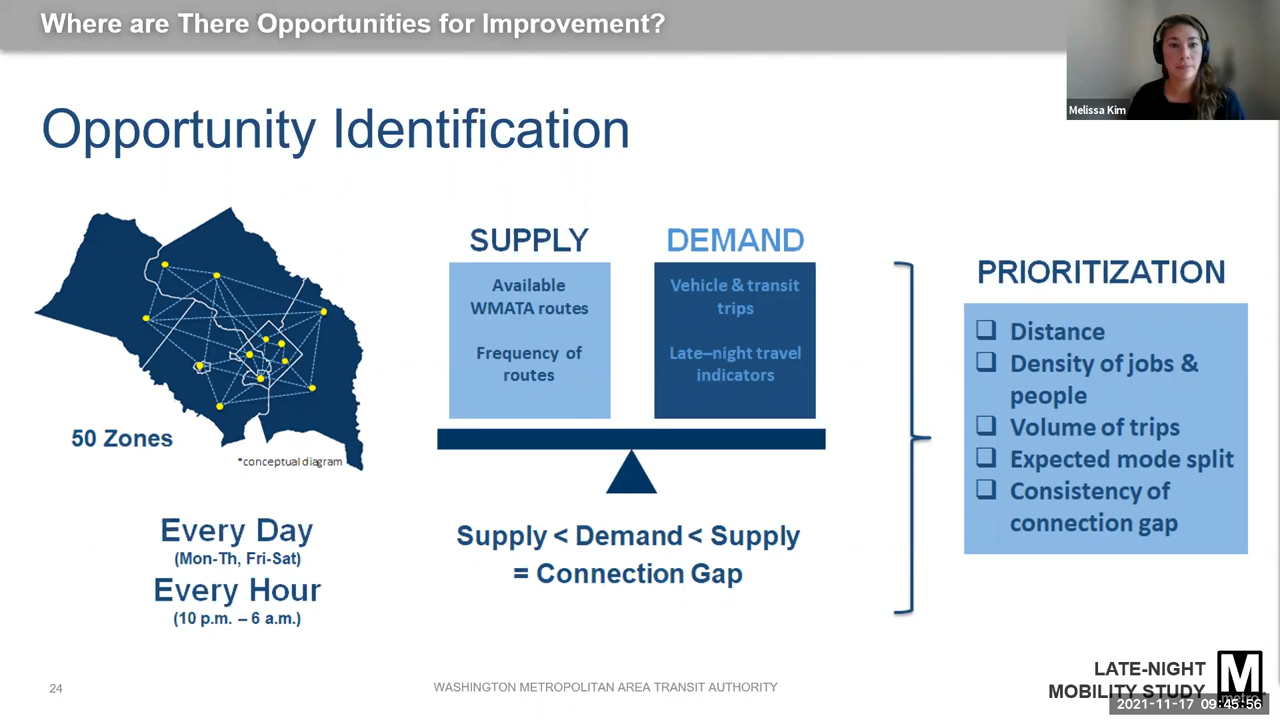 Where are There Opportunities for Improvement?
Melissa Kim
Opportunity Identification
50 Zones
*conceptual diagram
Every Day
(Mon-Th, Fri-Sat)
Every Hour
(10 p.m. – 6 a.m.)
SUPPLY
Available
WMATA routes
Frequency of
routes
DEMAND
Vehicle & transit
trips
Late–night travel
indicators
Supply < Demand < Supply
= Connection Gap
PRIORITIZATION
Distance
Density of jobs &
people
Volume of trips
Expected mode split
Consistency of
connection gap
24
WASHINGTON METROPOLITAN AREA TRANSIT AUTHORITY
LATE-NIGHT
MOBILITY STUDY
M
metro
2021-11-17 09:45:56